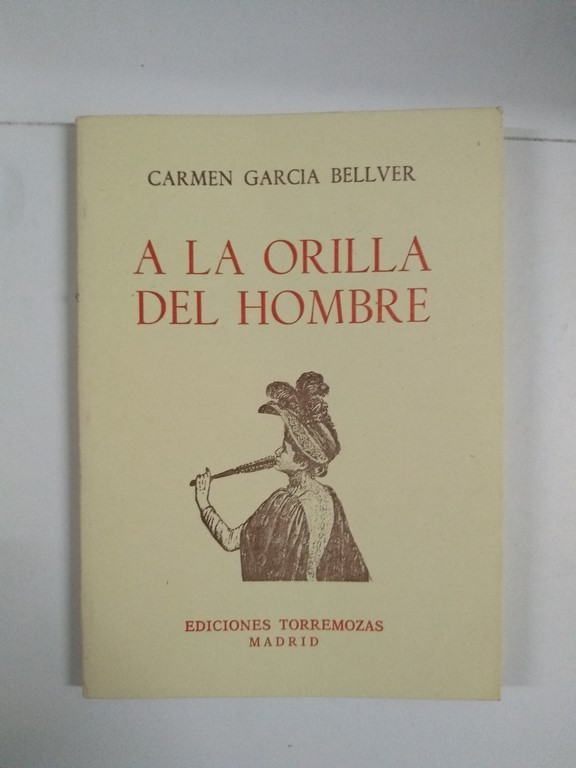 CARMEN GARCIA BELLVER
A LA ORILLA
DEL HOMBRE
EDICIONES TORREMOZAS
MADRID